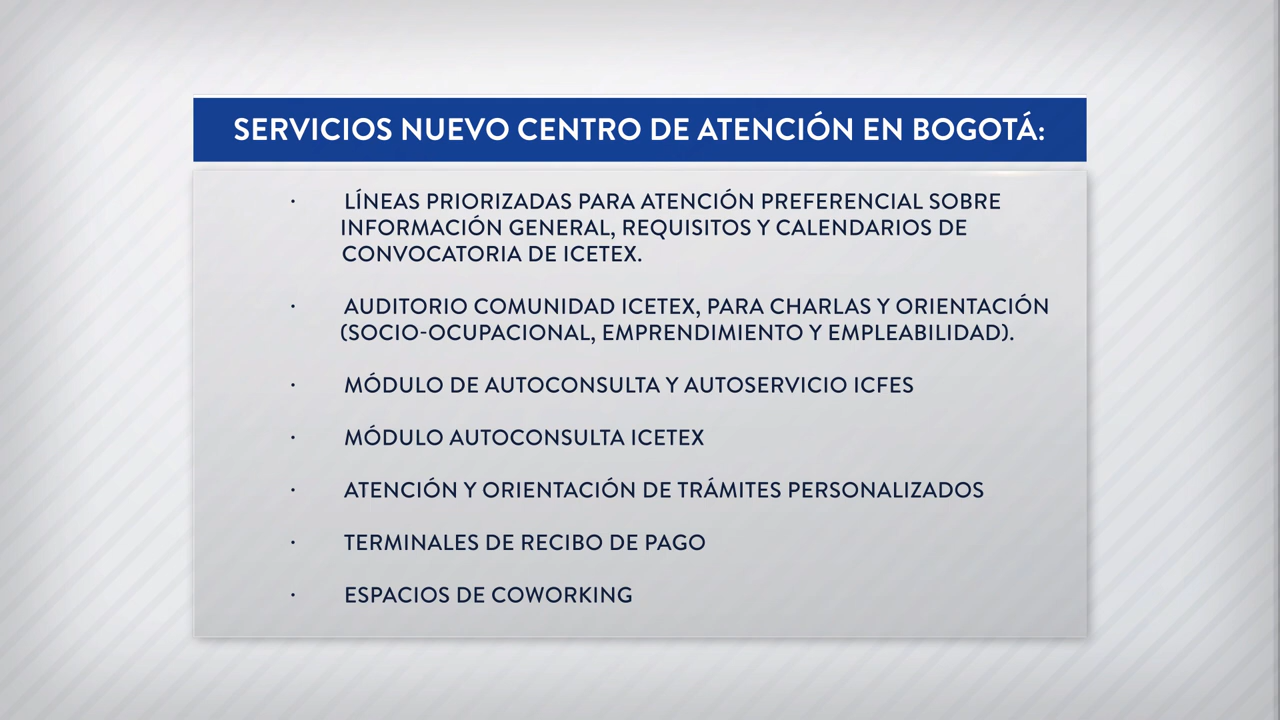 SERVICIOS NUEVO CENTRO DE ATENCIÓN EN BOGOTÁ:
· LÍNEAS PRIORIZADAS PARA ATENCIÓN PREFERENCIAL SOBRE
INFORMACIÓN GENERAL, REQUISITOS Y CALENDARIOS DE
CONVOCATORIA DE ICETEX.
· AUDITORIO COMUNIDAD ICETEX, PARA CHARLAS Y ORIENTACIÓN
(SOCIO-OCUPACIONAL, EMPRENDIMIENTO Y EMPLEABILIDAD).
· MÓDULO DE AUTOCONSULTA Y AUTOSERVICIO ICFES
· MÓDULO AUTOCONSULTA ICETEX
· ATENCIÓN Y ORIENTACIÓN DE TRÁMITES PERSONALIZADOS
· TERMINALES DE RECIBO DE PAGO
· ESPACIOS DE COWORKING